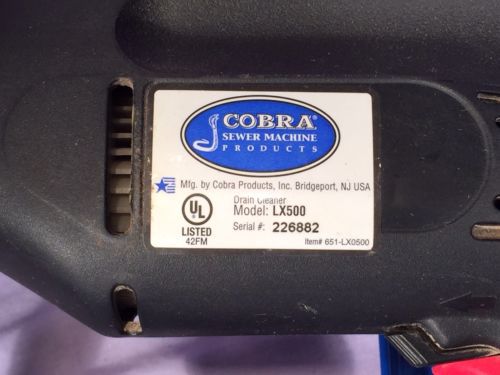 COBRA®
SEWER MACHINE
PRODUCTS
Mfg. by Cobra Products, Inc. Bridgeport, NJ USA
Drain Cleaner
UL
Model: LX500
LISTED
Serial #: 226882
42FM
Item# 651-LX0500